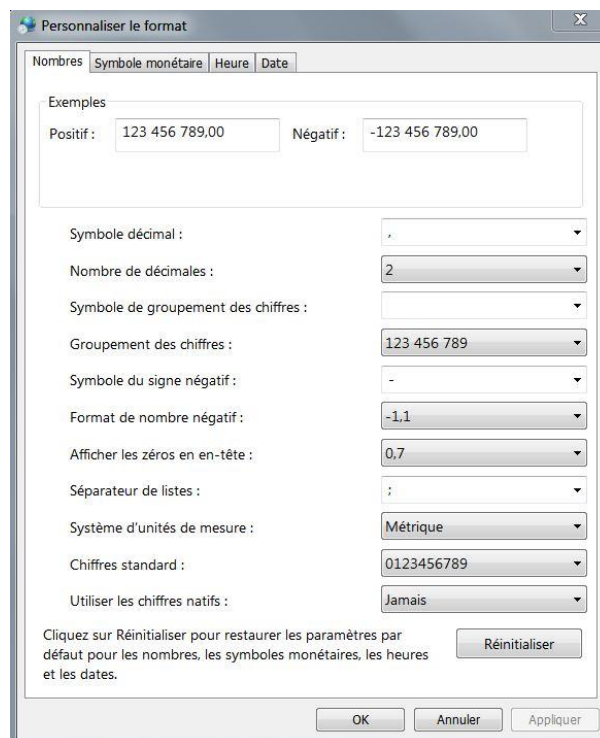 Personnaliser le format
Nombres Symbole monétaire Heure Date
Exemples
Positif : 123 456 789,00 Négatif : -123 456 789,00
Symbole décimal : ,
Nombre de décimales : 2
Symbole de groupement des chiffres :
Groupement des chiffres : 123 456 789
Symbole du signe négatif : -
Format de nombre négatif : -1,1
Afficher les zéros en en-tête : 0,7
Séparateur de listes : ;
Système d'unités de mesure : Métrique
Chiffres standard : 0123456789
Utiliser les chiffres natifs : Jamais
Cliquez sur Réinitialiser pour restaurer les paramètres par
défaut pour les nombres, les symboles monétaires, les heures
et les dates.
Réinitialiser
OK Annuler Appliquer